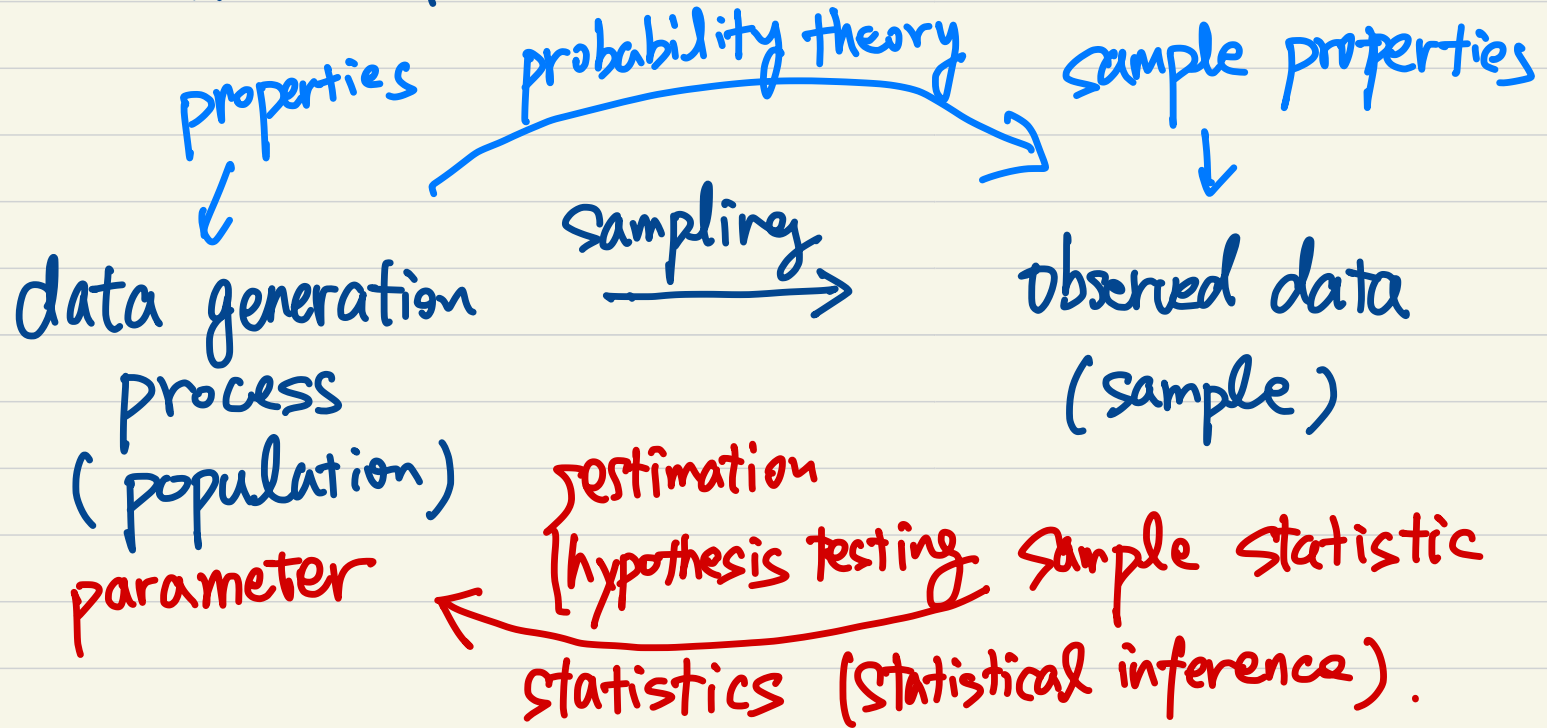 probability theory
properties
sample properties
sampling
data generation
observed data
process
(sample)
(population)
{estimation
hypothesis testing
sample statistic
parameter
statistics (statistical inference).